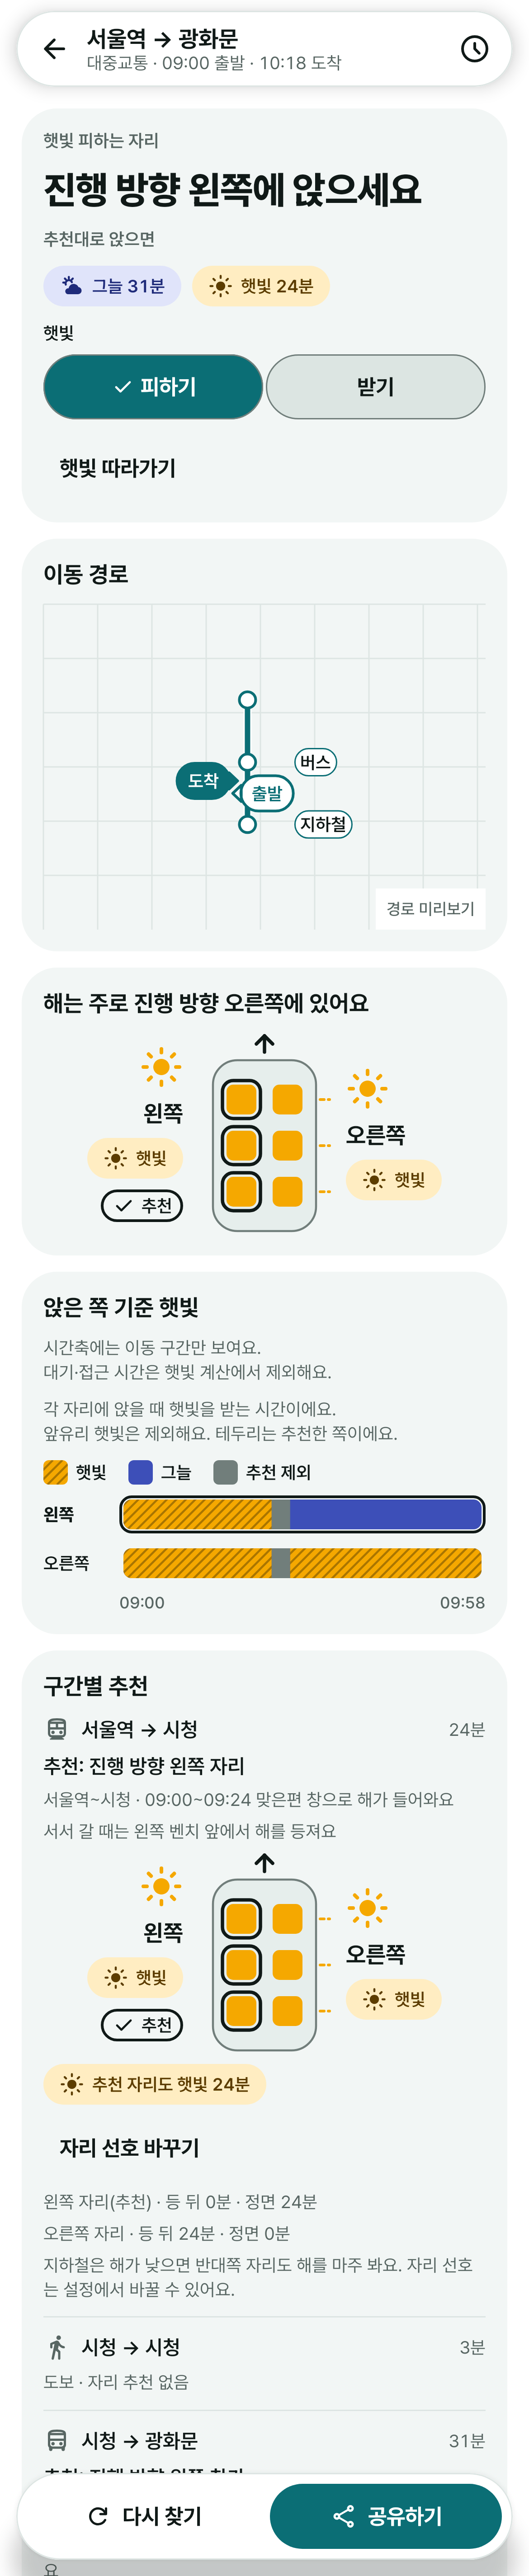 서울역 → 광화문
대중교통 · 09:00 출발 · 10:18 도착
햇빛 피하는 자리
진행 방향 왼쪽에 앉으세요
추천대로 앉으면
그늘 31분
햇빛 24분
햇빛
피하기
받기
햇빛 따라가기
이동 경로
버스
도착
출발
지하철
경로 미리보기
해는 주로 진행 방향 오른쪽에 있어요
왼쪽
오른쪽
햇빛
햇빛
추천
앉은 쪽 기준 햇빛
시간축에는 이동 구간만 보여요.
대기·접근 시간은 햇빛 계산에서 제외해요.
각 자리에 앉을 때 햇빛을 받는 시간이에요.
앞유리 햇빛은 제외해요. 테두리는 추천한 쪽이에요.
햇빛 그늘 추천 제외
왼쪽
오른쪽
09:00 09:58
구간별 추천
서울역 → 시청 24분
추천: 진행 방향 왼쪽 자리
서울역~시청 · 09:00~09:24 맞은편 창으로 해가 들어와요
서서 갈 때는 왼쪽 벤치 앞에서 해를 등져요
왼쪽
오른쪽
햇빛
햇빛
추천
추천 자리도 햇빛 24분
자리 선호 바꾸기
왼쪽 자리(추천) · 등 뒤 0분 · 정면 24분
오른쪽 자리 · 등 뒤 24분 · 정면 0분
지하철은 해가 낮으면 반대쪽 자리도 해를 마주 봐요. 자리 선호
는 설정에서 바꿀 수 있어요.
시청 → 시청 3분
도보 · 자리 추천 없음
시청 → 광화문 31분
다시 찾기
공유하기
요